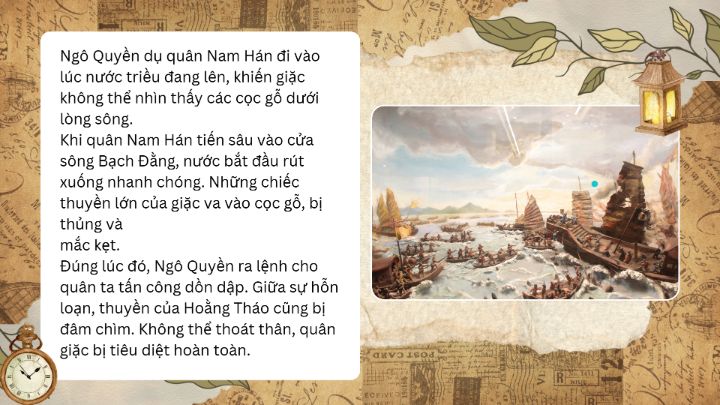 Ngô Quyền dụ quân Nam Hán đi vào
lúc nước triều đang lên, khiến giặc
không thể nhìn thấy các cọc gỗ dưới
lòng sông.
Khi quân Nam Hán tiến sâu vào cửa
sông Bạch Đằng, nước bắt đầu rút
xuống nhanh chóng. Những chiếc
thuyền lớn của giặc va vào cọc gỗ, bị
thủng và
mắc kẹt.
Đúng lúc đó, Ngô Quyền ra lệnh cho
quân ta tấn công dồn dập. Giữa sự hỗn
loạn, thuyền của Hoằng Tháo cũng bị
đâm chìm. Không thể thoát thân, quân
giặc bị tiêu diệt hoàn toàn.
POST CARD